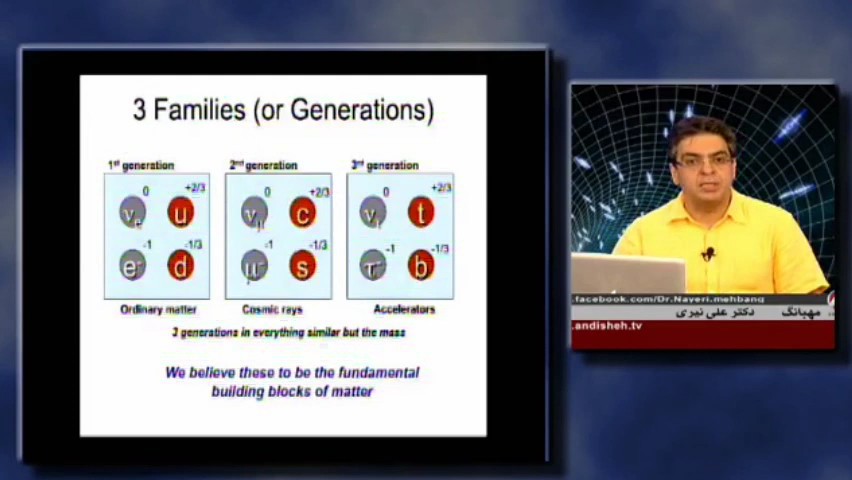 3 Families (or Generations)
1st generation 2nd generation 3rd generation
0 +2/3 0 +2/3 0 +2/3
νe u νμ c ντ t
-1 -1/3 -1 -1/3 -1 -1/3
e- d μ- s τ- b
Ordinary matter Cosmic rays Accelerators
3 generations in everything similar but the mass
We believe these to be the fundamental
building blocks of matter
.facebook.com/Dr.Nayeri.mehbang
مهبانگ دکتر علی نیری
.andisheh.tv